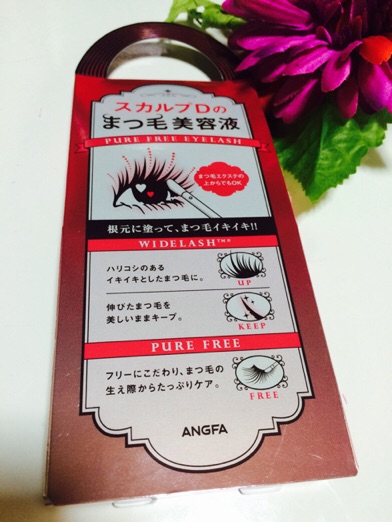 スカルプDの
まつ毛美容液
PURE FREE EYELASH
まつ毛エクステの
上からでもOK
根元に塗って、まつ毛イキイキ!!
WIDELASH™
ハリコシのある
イキイキとしたまつ毛に。
UP
伸びたまつ毛を
美しいままキープ。
KEEP
PURE FREE
フリーにこだわり、まつ毛の
生え際からたっぷりケア。
FREE
ANGFA